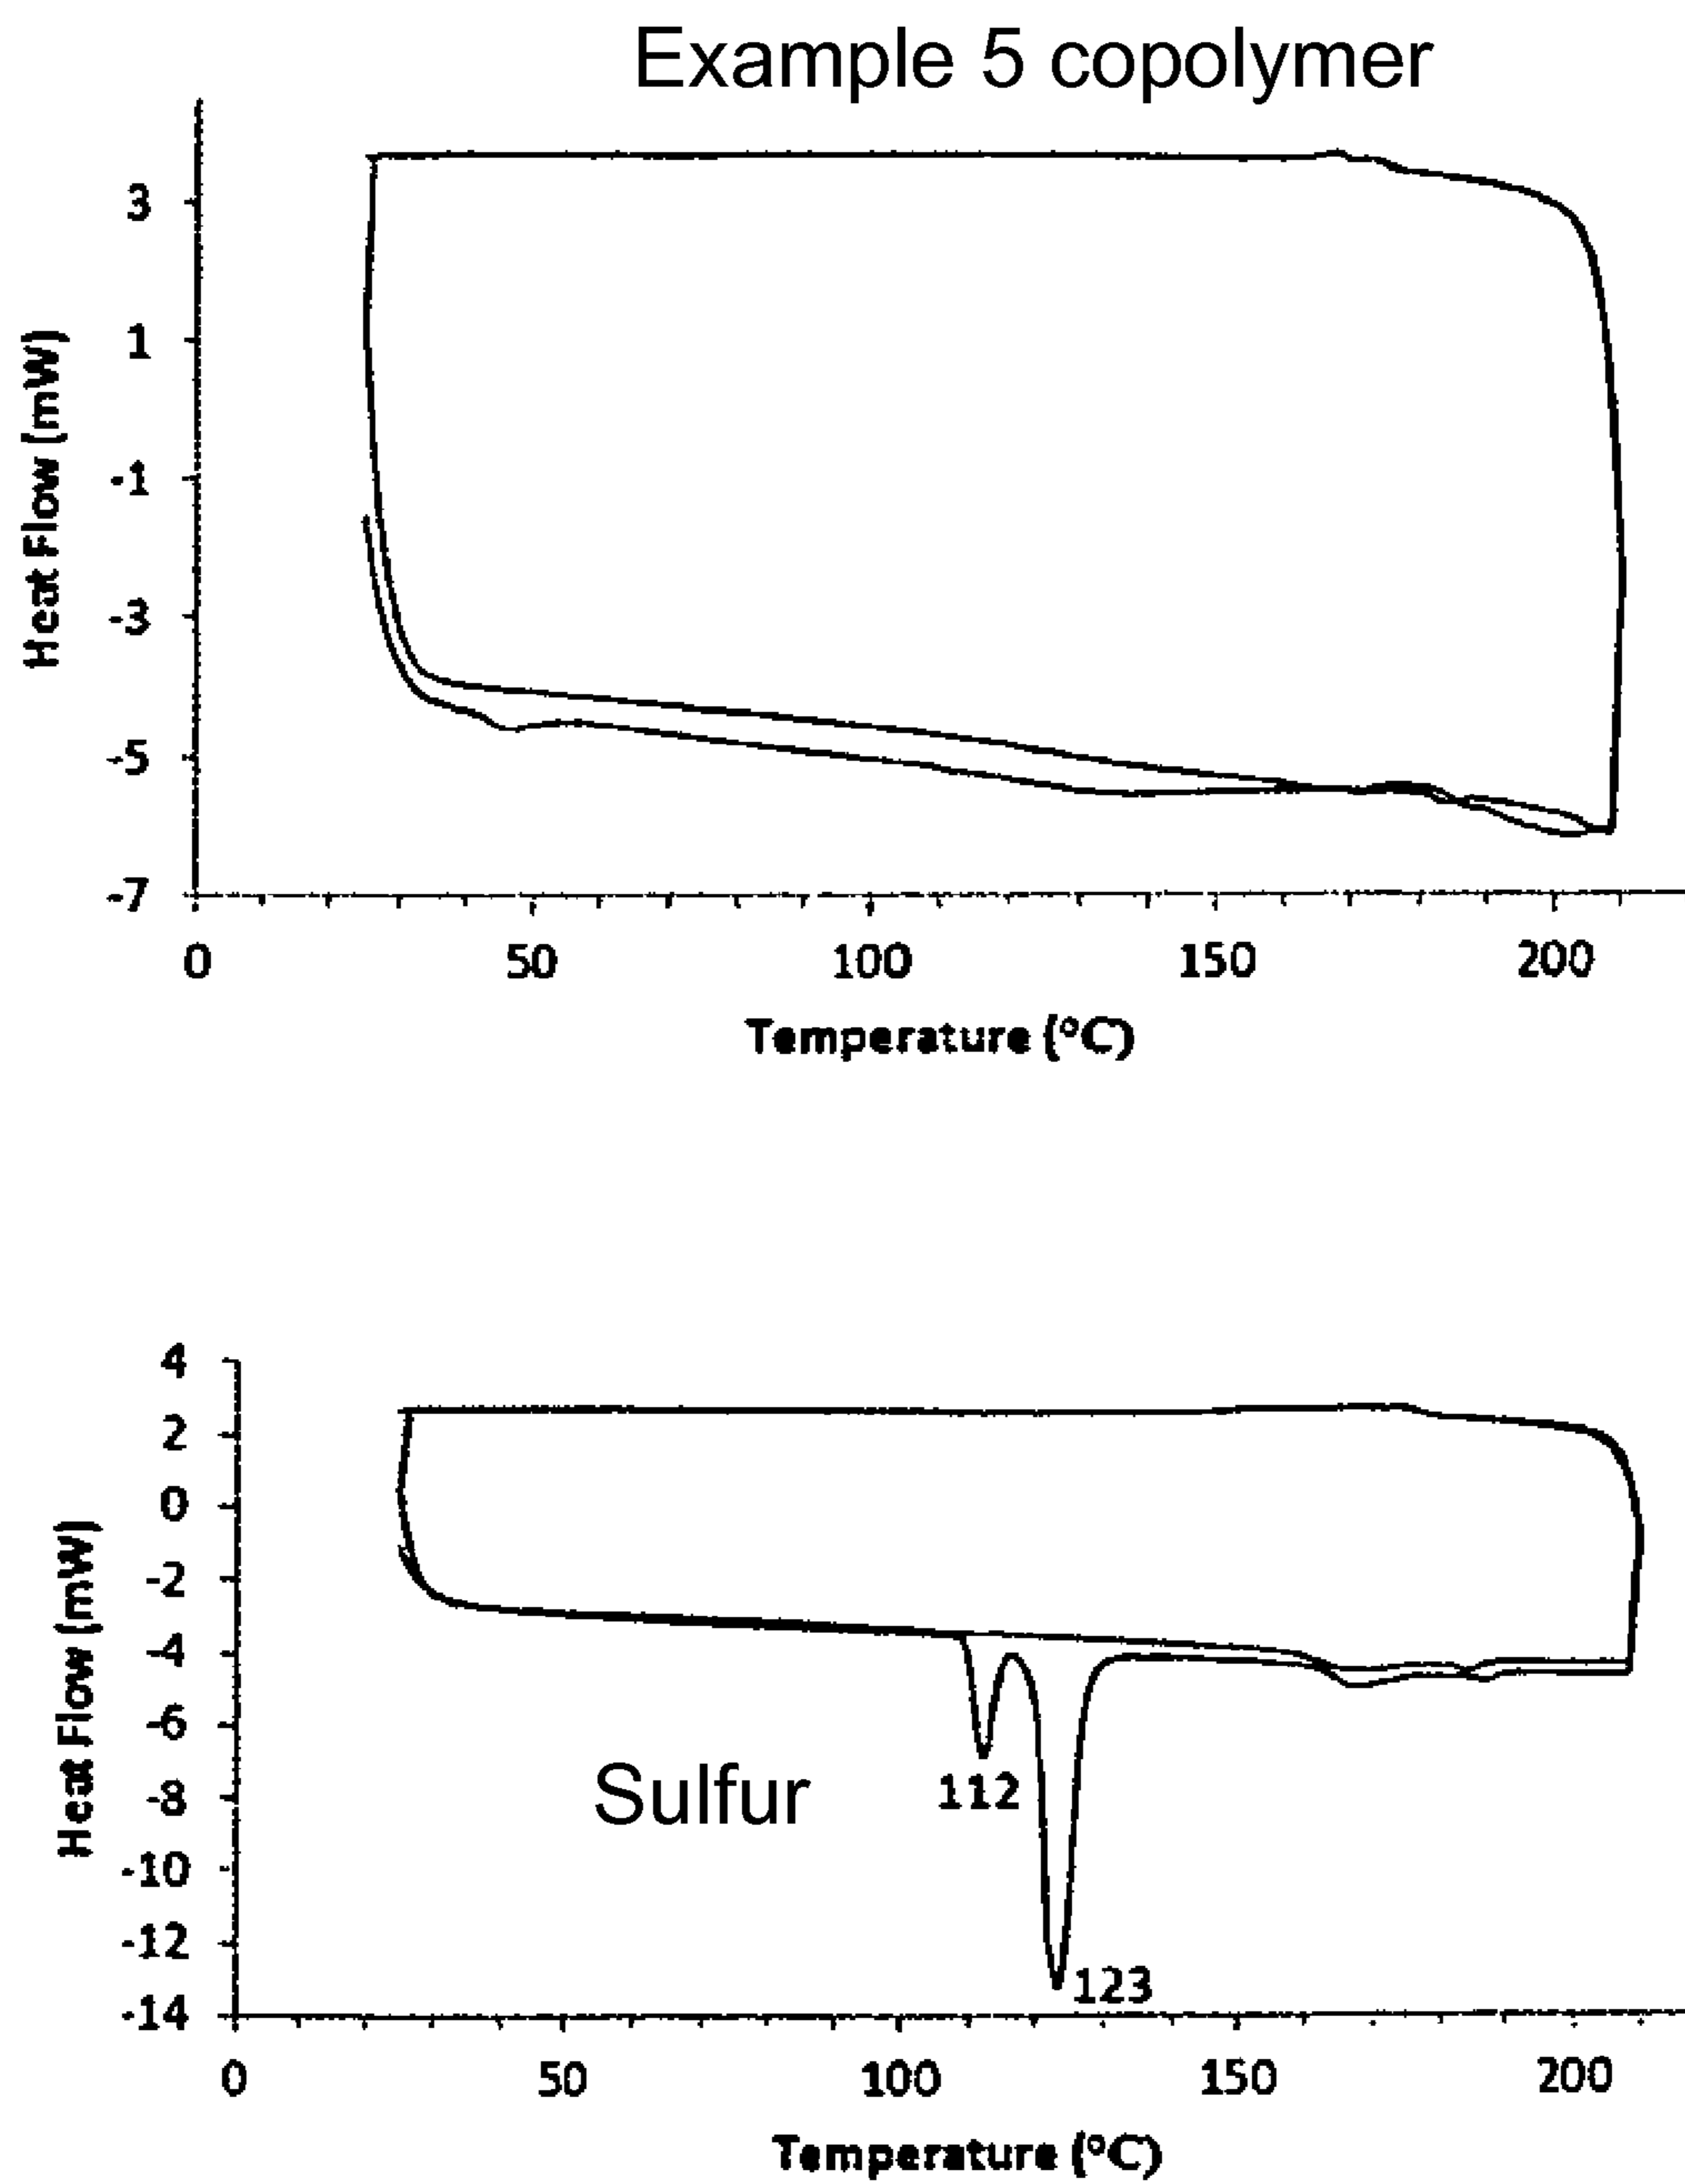 Example 5 copolymer
3
1
-1
-3
-5
-7
Heat Flow (mW)
0 50 100 150 200
Temperature (°C)
4
2
0
-2
-4
-6
-8
-10
-12
-14
Heat Flow (mW)
Sulfur
112
123
0 50 100 150 200
Temperature (°C)